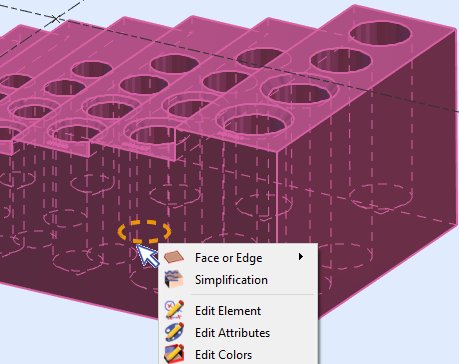 Face or Edge
Simplification
Edit Element
Edit Attributes
Edit Colors